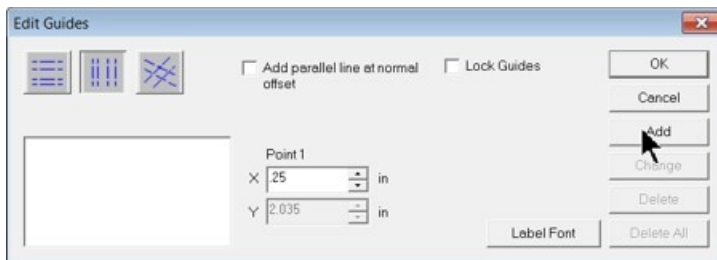 Edit Guides
Add parallel line at normal
offset
Lock Guides
OK
Cancel
Add
Change
Delete
Delete All
Point 1
X .25 in
Y 2.035 in
Label Font